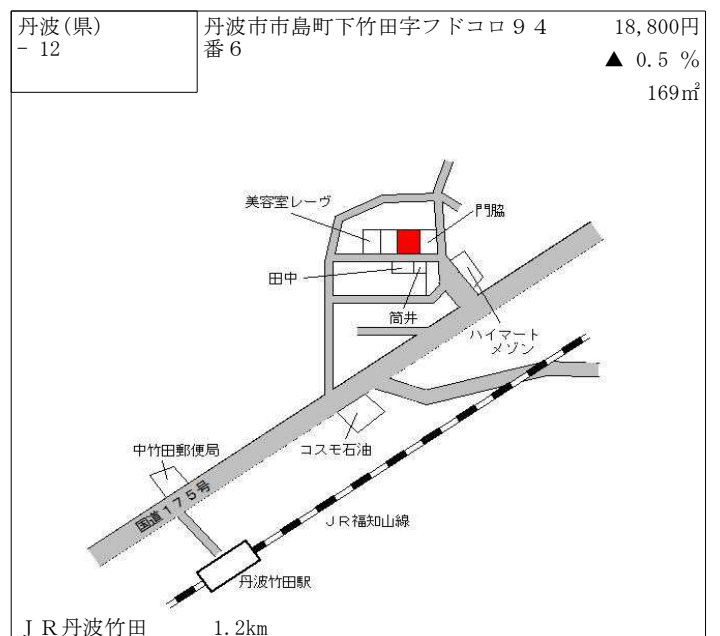 丹波(県)
- 12
丹波市市島町下竹田字フドコロ94
番6
18,800円
▲ 0.5 %
169㎡
美容室レーヴ
門脇
田中
筒井
ハイマート
メゾン
中竹田郵便局
コスモ石油
国道175号
JR福知山線
丹波竹田駅
JR丹波竹田 1.2km